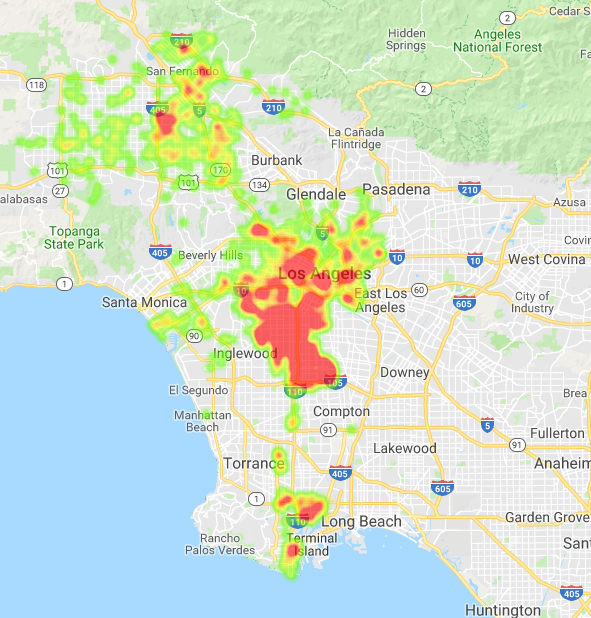 2
Cedar S
Hidden
Springs
Angeles
National Forest
210
San Fernando
118
2
Fa
405
5
210
La Cañada
Flintridge
Burbank
101
170
101
134
27
Glendale
Pasadena
210
alabasas
Azusa
Topanga
State Park
5
405
Beverly Hills
10
10
Covin
West Covina
Los Angeles
1
10
East Los
Angeles
60
605
City of
Industry
Santa Monica
90
Inglewood
Downey
El Segundo
110
105
Brea
Manhattan
Beach
Compton
91
5
Fullerton
91
Lakewood
Anaheim
Torrance
405
605
1
110
Long Beach
Garden Grove
Rancho
Palos Verdes
Terminal
Island
Sant
405
Huntington